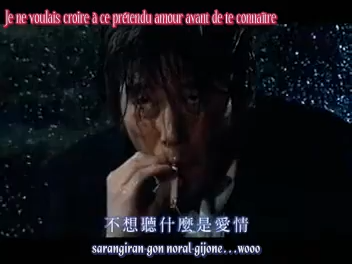 Je ne voulais croire à ce prétendu amour avant de te connaître
不想聽什麼是愛情
sarangiran gon noral gijone...wooo